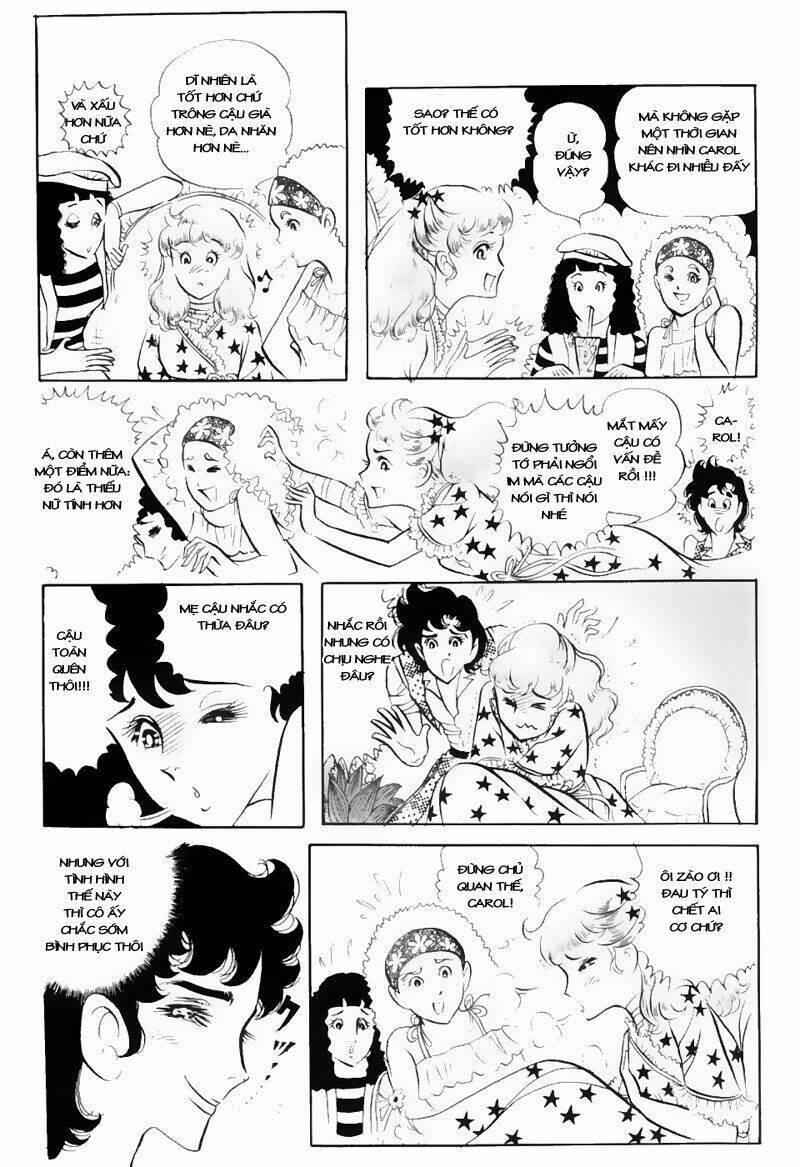 MÀ KHÔNG GẶP
MỘT THỜI GIAN
NÊN NHÌN CAROL
KHÁC ĐI NHIỀU ĐẤY
Ừ,
ĐÚNG
VẬY?
SAO? THẾ CÓ
TỐT HƠN KHÔNG?
DĨ NHIÊN LÀ
TỐT HƠN CHỨ
TRÔNG CẬU GIÀ
HƠN NÈ, DA NHĂN
HƠN NÈ...
VÀ XẤU
HƠN NỮA
CHỨ
CA-
ROL!
MẮT MẤY
CẬU CÓ
VẤN ĐỀ
RỒI !!!
ĐỪNG TƯỞNG
TỚ PHẢI NGỒI
IM MÀ CÁC CẬU
NÓI GÌ THÌ NÓI
NHÉ
Á, CÒN THÊM
MỘT ĐIỂM NỮA:
ĐÓ LÀ THIẾU
NỮ TÍNH HƠN
NHẮC RỒI
NHƯNG CÓ
CHỊU NGHE
ĐÂU?
MẸ CẬU NHẮC CÓ
THỪA ĐÂU?
CẬU
TOÀN
QUÊN
THÔI!!!
ÔI ZÀO ƠI !!
ĐAU TÝ THÌ
CHẾT AI
CƠ CHỨ?
ĐỪNG CHỦ
QUAN THẾ,
CAROL!
NHƯNG VỚI
TÌNH HÌNH
THẾ NÀY
THÌ CÔ ẤY
CHẮC SỚM
BÌNH PHỤC THÔI